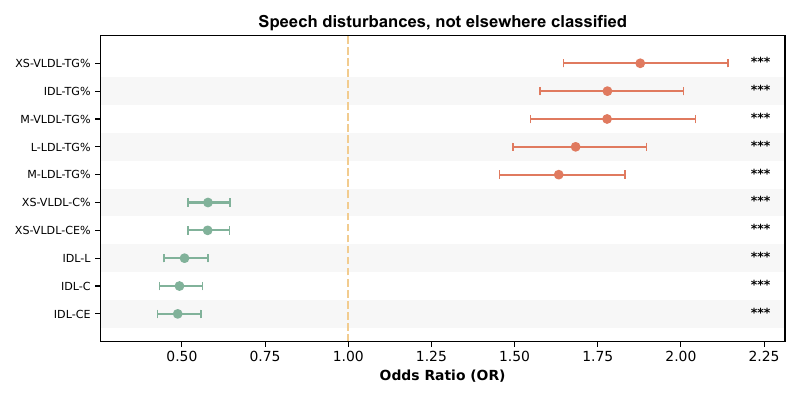 Speech disturbances, not elsewhere classified
XS-VLDL-TG% ***
IDL-TG% ***
M-VLDL-TG% ***
L-LDL-TG% ***
M-LDL-TG% ***
XS-VLDL-C% ***
XS-VLDL-CE% ***
IDL-L ***
IDL-C ***
IDL-CE ***
0.50 0.75 1.00 1.25 1.50 1.75 2.00 2.25
Odds Ratio (OR)